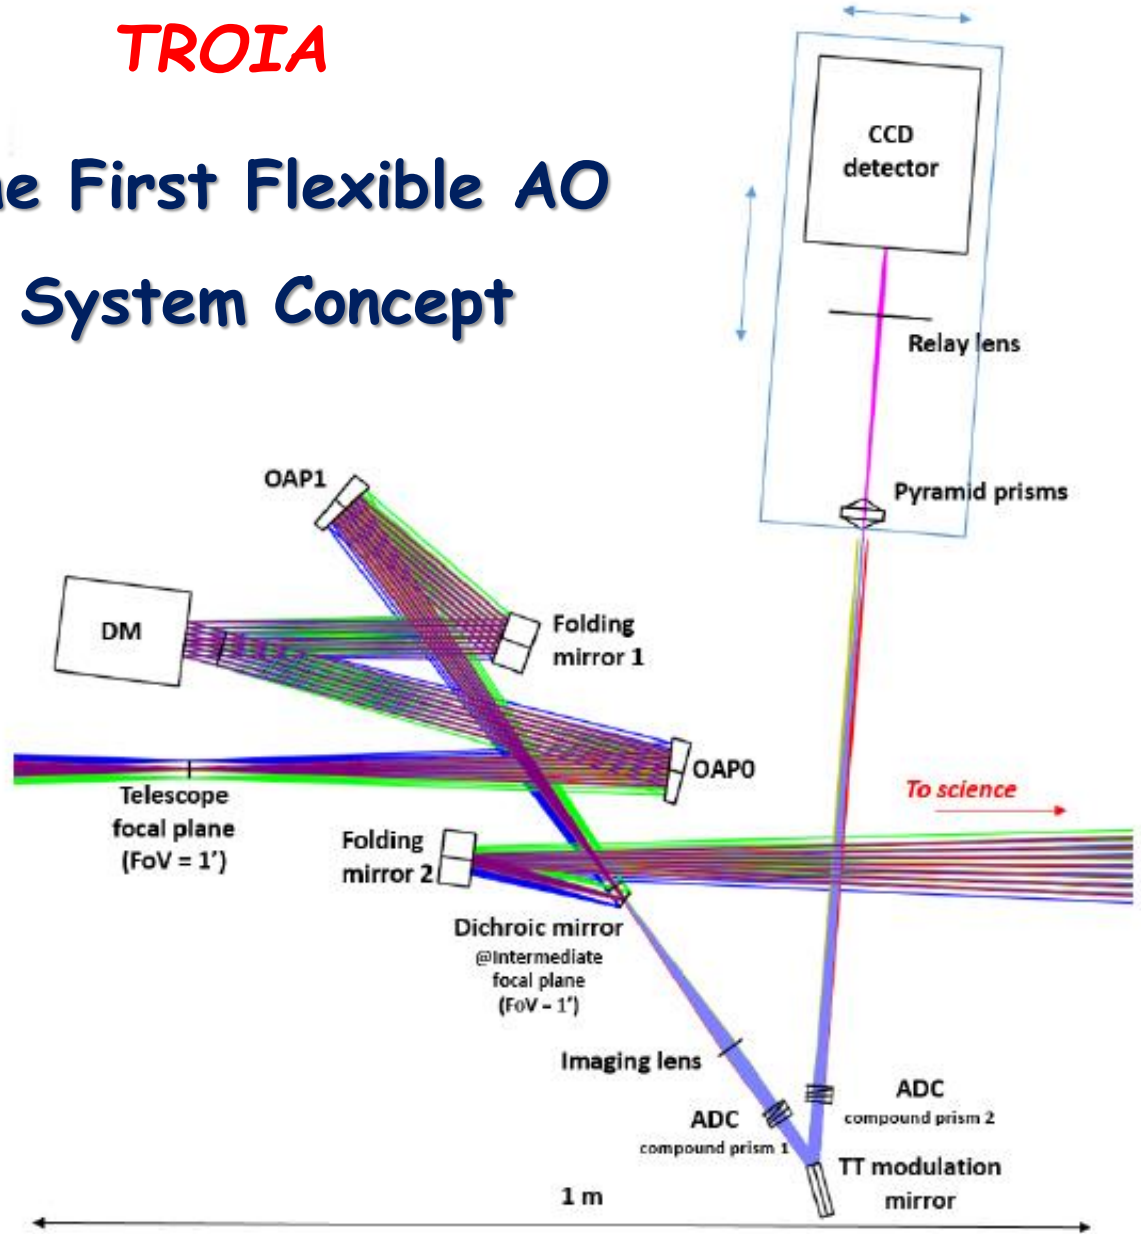 TROIA
ne First Flexible AO
System Concept
CCD
detector
Relay lens
Pyramid prisms
OAP1
DM
Folding
mirror 1
OAP0
Telescope
focal plane
(FoV = 1')
Folding
mirror 2
To science
Dichroic mirror
@Intermediate
focal plane
(FoV – 1')
Imaging lens
ADC
compound prism 1
ADC
compound prism 2
TT modulation
mirror
1 m